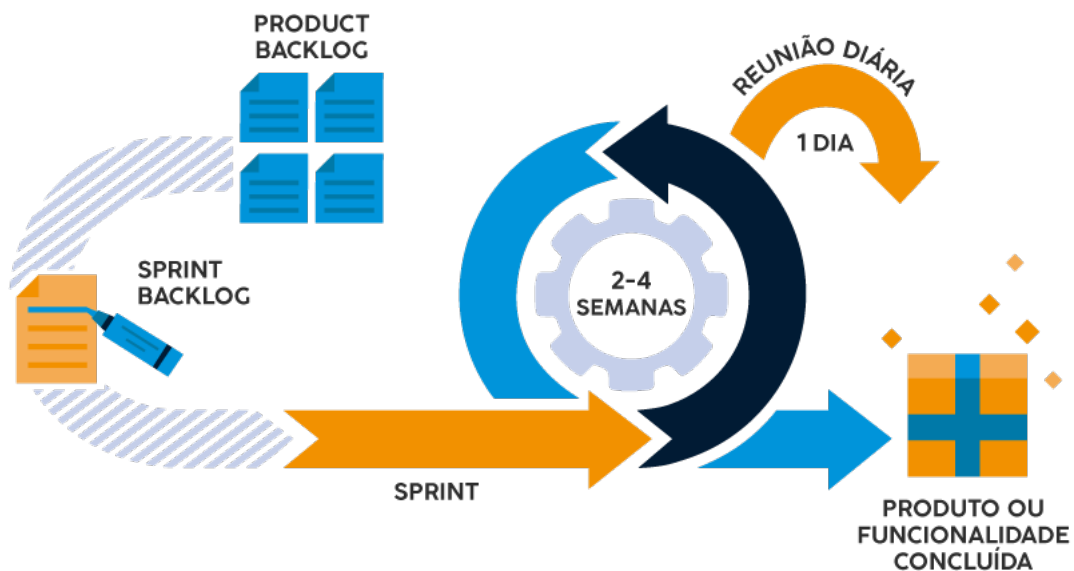 PRODUCT
BACKLOG
REUNIÃO DIÁRIA
1 DIA
SPRINT
BACKLOG
2-4
SEMANAS
SPRINT
PRODUTO OU
FUNCIONALIDADE
CONCLUÍDA